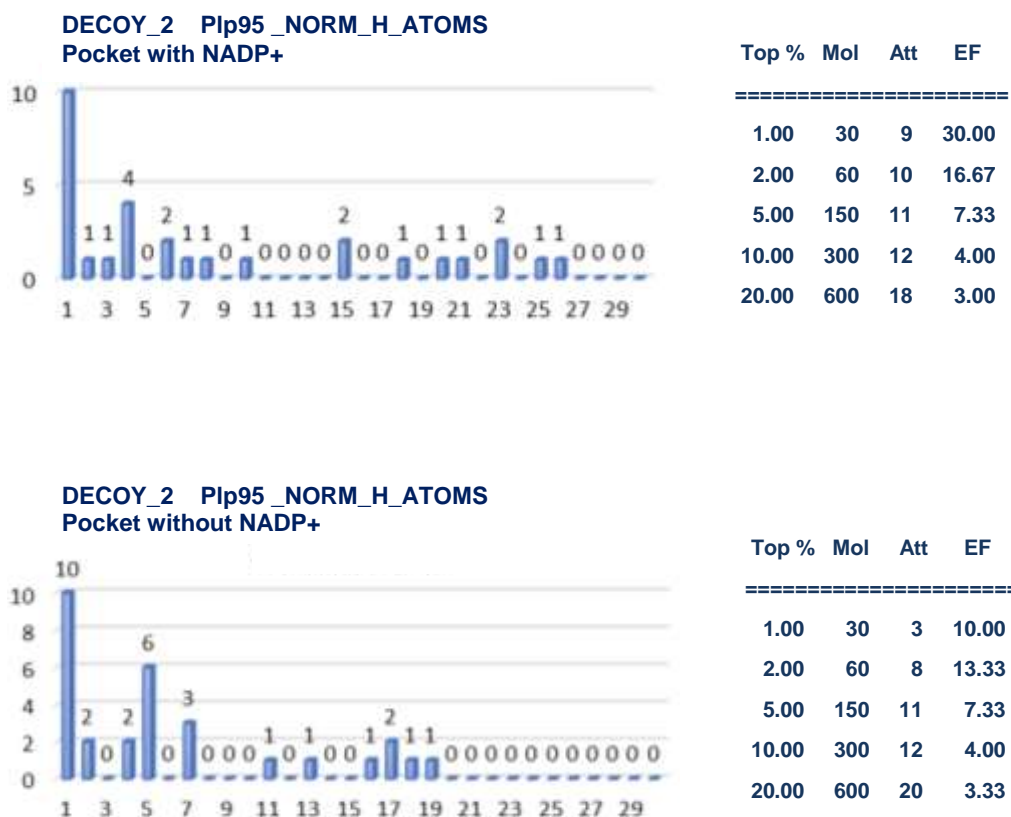 DECOY_2 Plp95 _NORM_H_ATOMS
Pocket with NADP+
10
5
0
1 1 4 0 2 1 1 0 1 0 0 0 0 2 0 0 1 0 1 1 0 2 0 1 1 0 0 0 0
1 3 5 7 9 11 13 15 17 19 21 23 25 27 29
Top % Mol Att EF
======================
1.00 30 9 30.00
2.00 60 10 16.67
5.00 150 11 7.33
10.00 300 12 4.00
20.00 600 18 3.00
DECOY_2 Plp95 _NORM_H_ATOMS
Pocket without NADP+
10
8
6
4
2
0
10 2 0 2 6 0 3 0 0 0 1 0 1 0 0 1 2 1 1 0 0 0 0 0 0 0 0 0 0 0
1 3 5 7 9 11 13 15 17 19 21 23 25 27 29
Top % Mol Att EF
======================
1.00 30 3 10.00
2.00 60 8 13.33
5.00 150 11 7.33
10.00 300 12 4.00
20.00 600 20 3.33